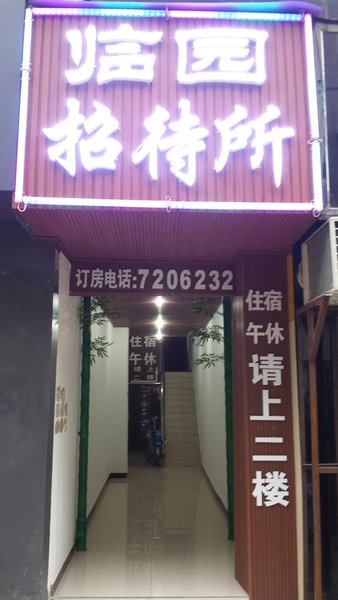 临园
招待所
订房电话:7206232
住宿
午休
请上二楼
住宿
午休
请上
二楼